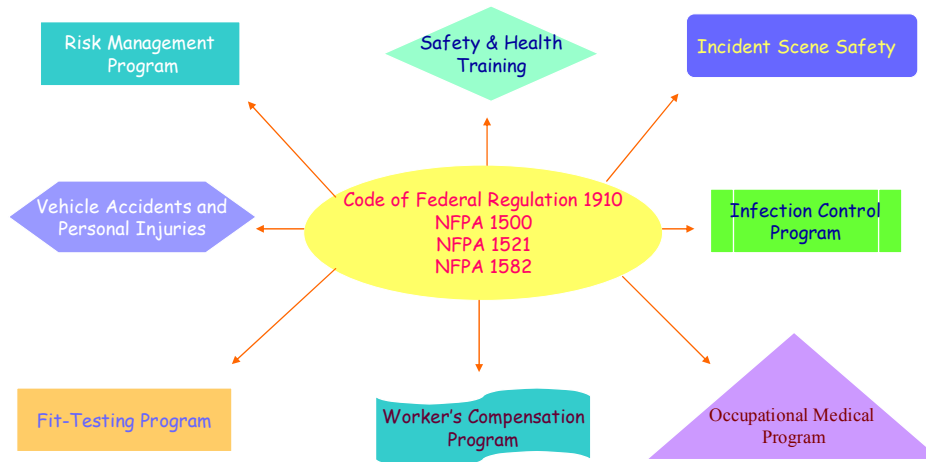 Risk Management
Program
Safety & Health
Training
Incident Scene Safety
Vehicle Accidents and
Personal Injuries
Code of Federal Regulation 1910
NFPA 1500
NFPA 1521
NFPA 1582
Infection Control
Program
Fit-Testing Program
Worker’s Compensation
Program
Occupational Medical
Program